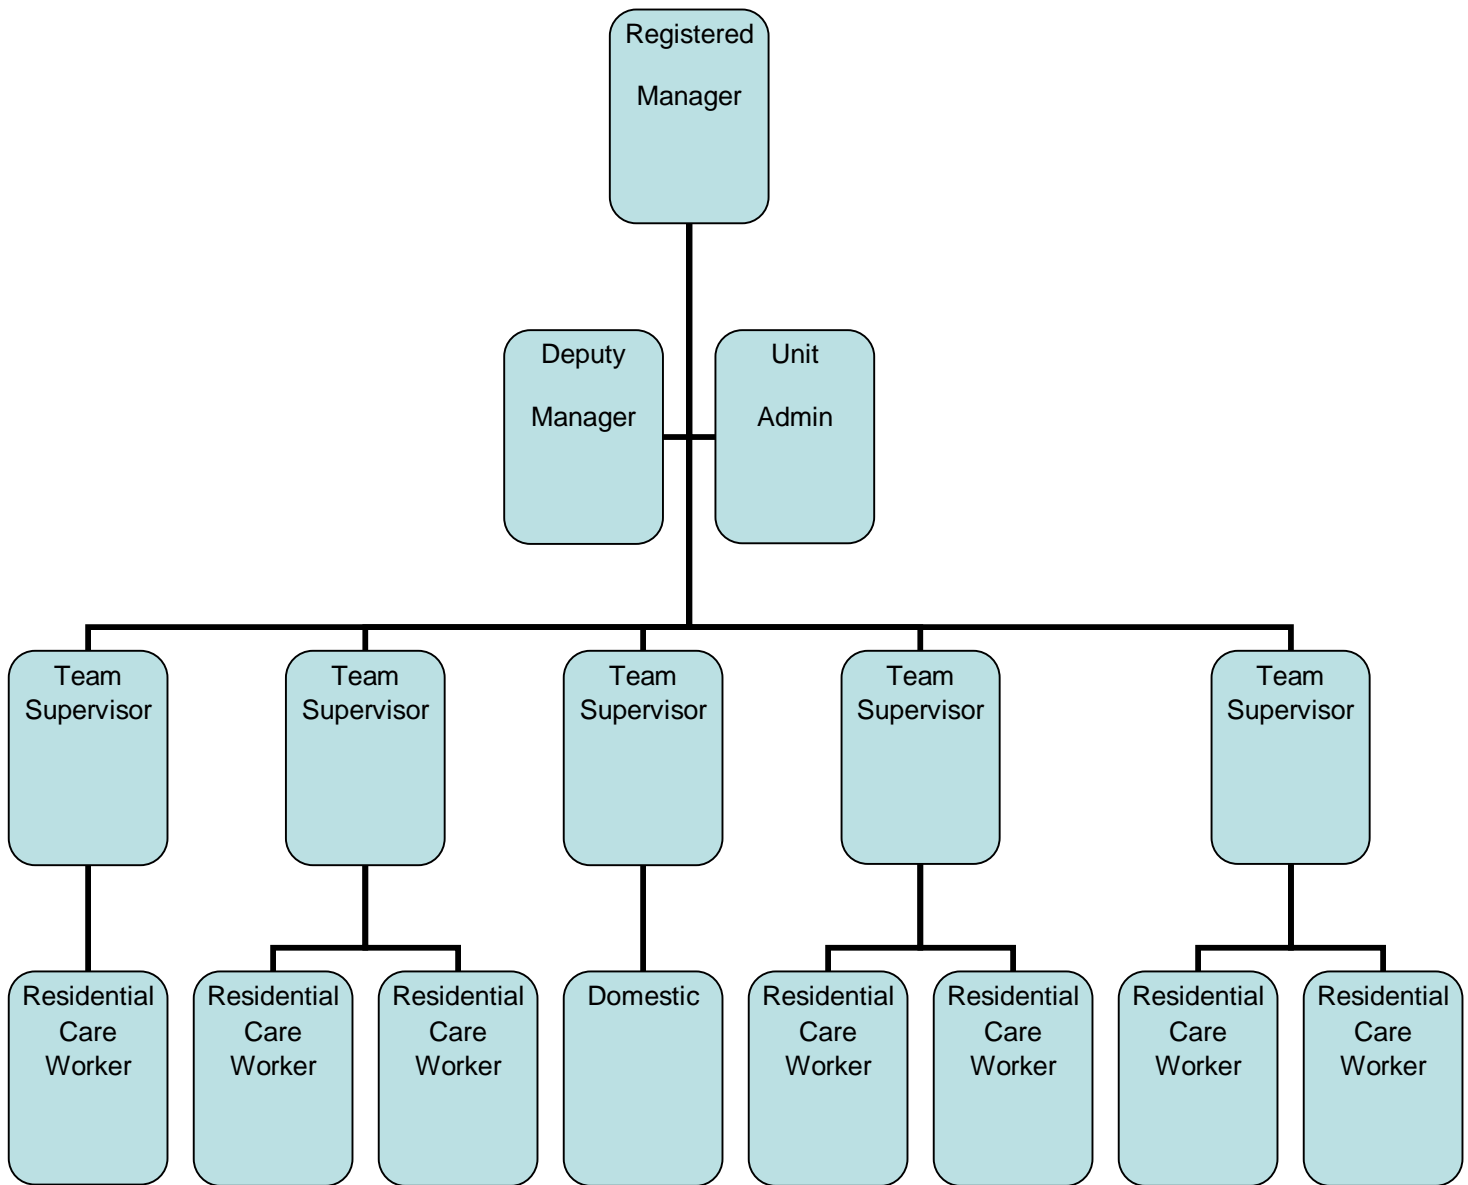 Registered
Manager
Deputy
Manager
Unit
Admin
Team
Supervisor
Team
Supervisor
Team
Supervisor
Team
Supervisor
Team
Supervisor
Residential
Care
Worker
Residential
Care
Worker
Residential
Care
Worker
Domestic
Residential
Care
Worker
Residential
Care
Worker
Residential
Care
Worker
Residential
Care
Worker